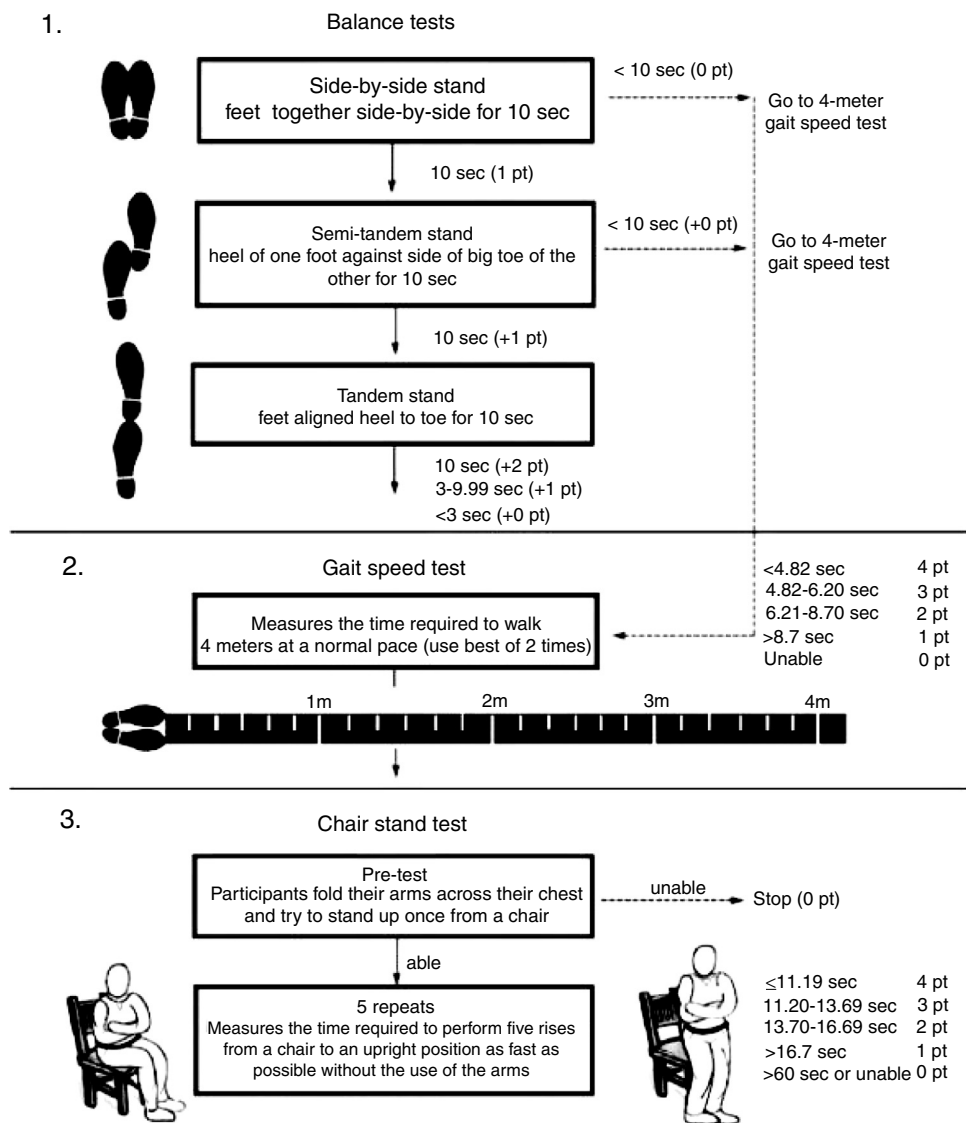 1.
Balance tests
Side-by-side stand
feet together side-by-side for 10 sec
< 10 sec (0 pt)
Go to 4-meter
gait speed test
10 sec (1 pt)
Semi-tandem stand
heel of one foot against side of big toe of the
other for 10 sec
< 10 sec (+0 pt)
Go to 4-meter
gait speed test
10 sec (+1 pt)
Tandem stand
feet aligned heel to toe for 10 sec
10 sec (+2 pt)
3-9.99 sec (+1 pt)
<3 sec (+0 pt)
2.
Gait speed test
Measures the time required to walk
4 meters at a normal pace (use best of 2 times)
<4.82 sec 4 pt
4.82-6.20 sec 3 pt
6.21-8.70 sec 2 pt
>8.7 sec 1 pt
Unable 0 pt
1m 2m 3m 4m
3.
Chair stand test
Pre-test
Participants fold their arms across their chest
and try to stand up once from a chair
unable
Stop (0 pt)
able
5 repeats
Measures the time required to perform five rises
from a chair to an upright position as fast as
possible without the use of the arms
≤11.19 sec 4 pt
11.20-13.69 sec 3 pt
13.70-16.69 sec 2 pt
>16.7 sec 1 pt
>60 sec or unable 0 pt